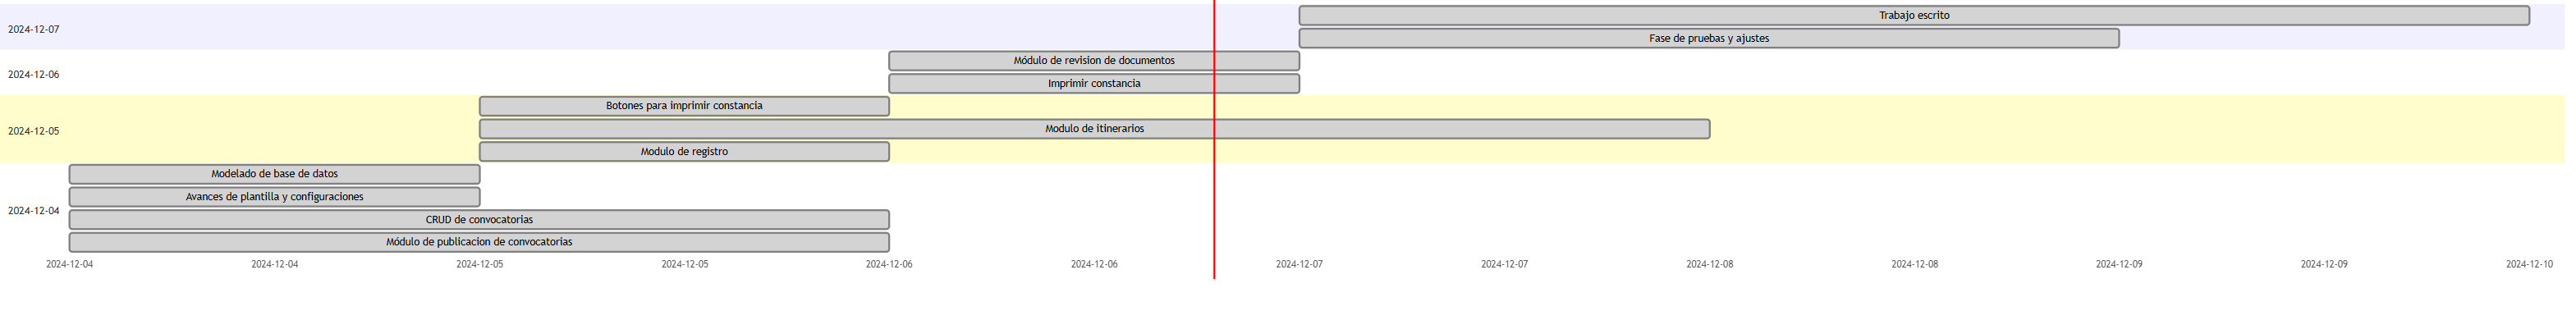 Trabajo escrito
2024-12-07
Fase de pruebas y ajustes
Módulo de revision de documentos
2024-12-06
Imprimir constancia
Botones para imprimir constancia
2024-12-05
Modulo de itinerarios
Modulo de registro
Modelado de base de datos
Avances de plantilla y configuraciones
2024-12-04
CRUD de convocatorias
Módulo de publicacion de convocatorias
2024-12-04 2024-12-04 2024-12-05 2024-12-05 2024-12-06 2024-12-06 2024-12-07 2024-12-07 2024-12-08 2024-12-08 2024-12-09 2024-12-09 2024-12-10